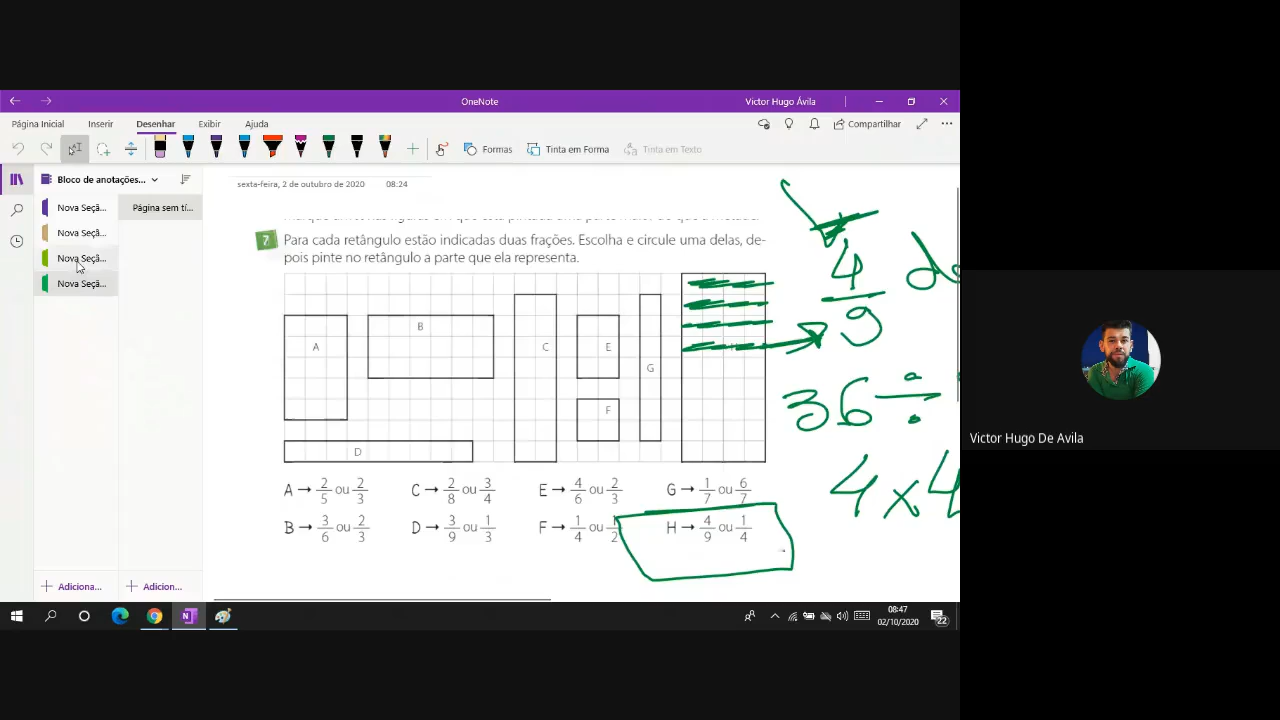 OneNote
Victor Hugo Ávila
Página Inicial Inserir Desenhar Exibir Ajuda
Compartilhar
Formas Tinta em Forma Tinta em Texto
Bloco de anotações...
Nova Seçã... Página sem tí...
Nova Seçã...
Nova Seçã...
Nova Seçã...
sexta-feira, 2 de outubro de 2020 08:24
7 Para cada retângulo estão indicadas duas frações. Escolha e circule uma delas, de-
pois pinte no retângulo a parte que ela representa.
A B C D E F G H
A → 2/5 ou 2/3 C → 2/8 ou 3/4 E → 4/6 ou 2/3 G → 1/7 ou 6/7
B → 3/6 ou 2/3 D → 3/9 ou 1/3 F → 1/4 ou 1/2 H → 4/9 ou 1/4
4/9
36 ÷
4 x 4
Adiciona... Adicion...
08:47
02/10/2020
22
Victor Hugo De Avila